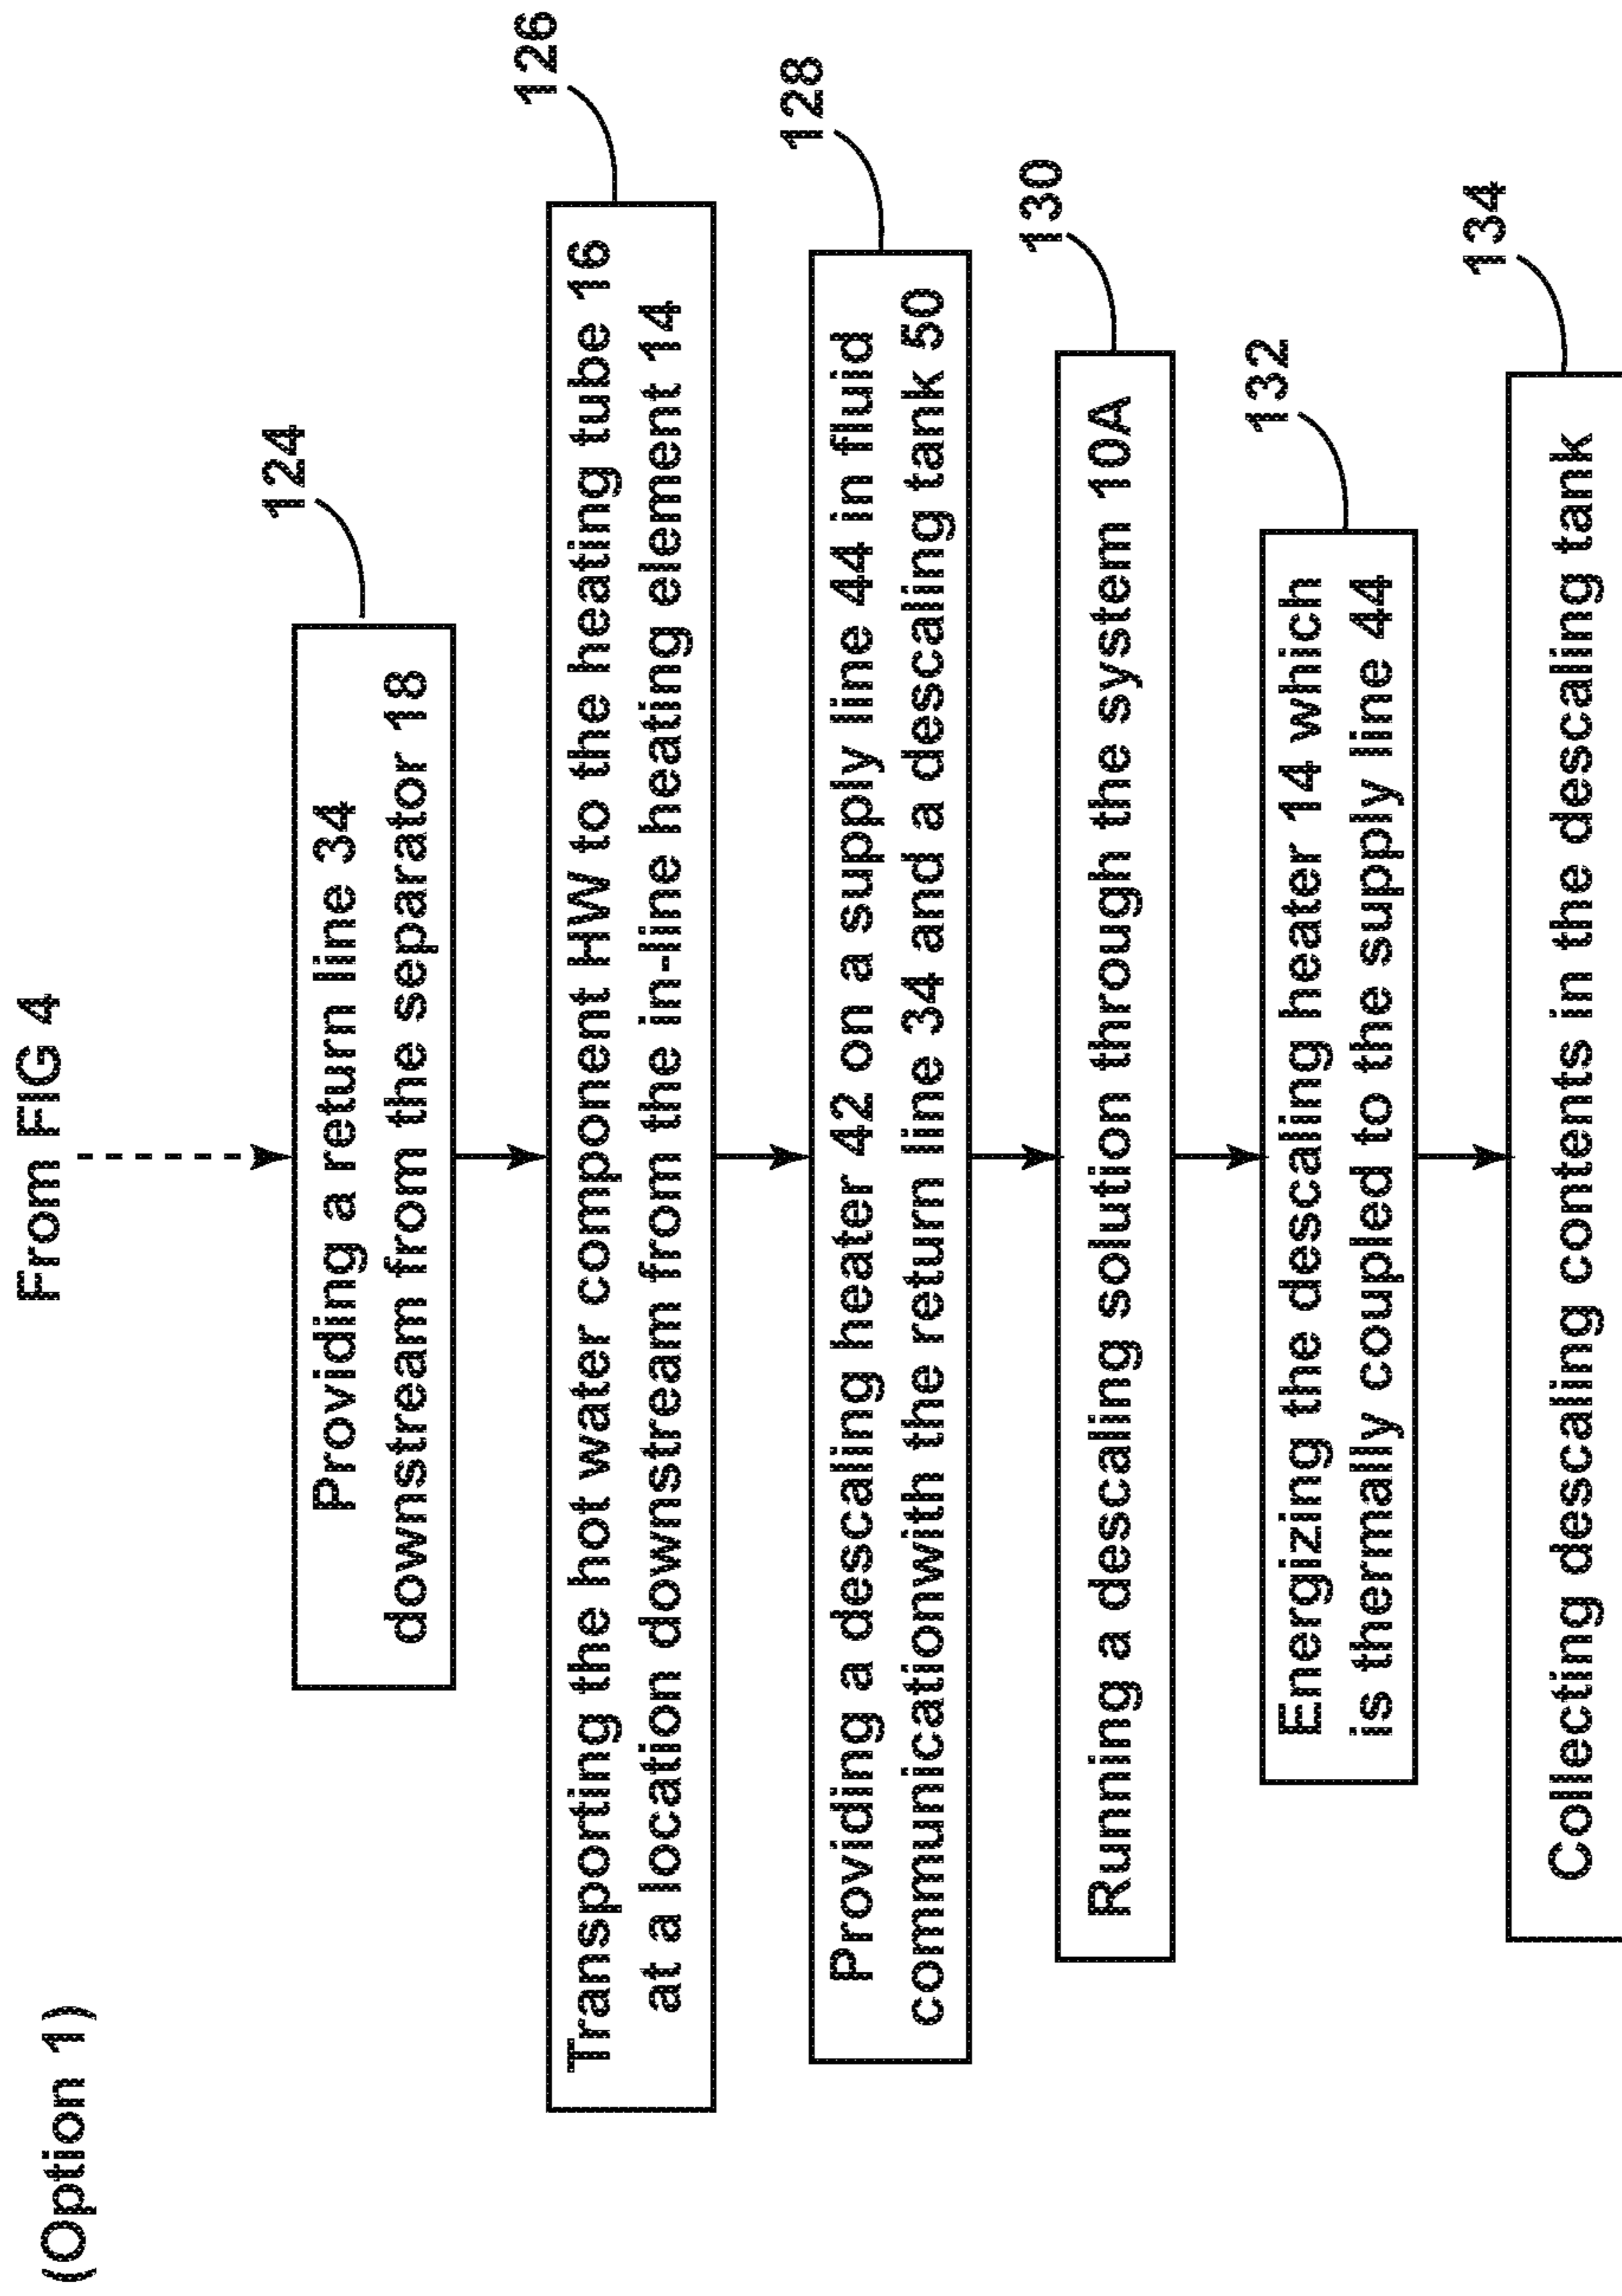 (Option 1)
From FIG 4
124
Providing a return line 34
downstream from the separator 18
126
Transporting the hot water component HW to the heating tube 16
at a location downstream from the in-line heating element 14
128
Providing a descaling heater 42 on a supply line 44 in fluid
communicationwith the return line 34 and a descaling tank 50
130
Running a descaling solution through the system 10A
132
Energizing the descaling heater 14 which
is thermally coupled to the supply line 44
134
Collecting descaling contents in the descaling tank